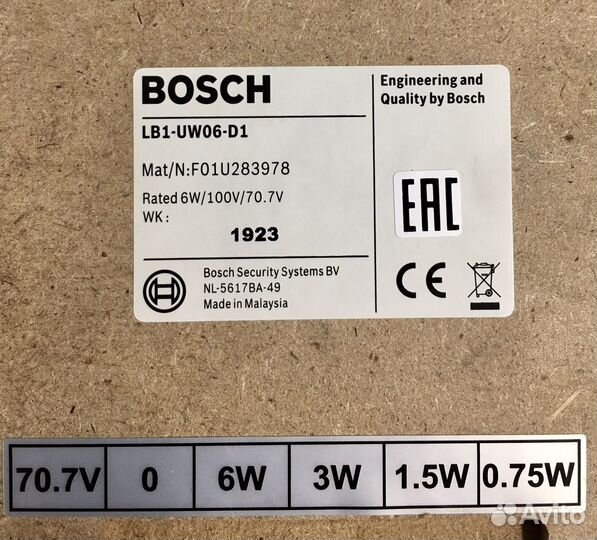 BOSCH
LB1-UW06-D1
Mat/N:F01U283978
Rated 6W/100V/70.7V
WK:
1923
Bosch Security Systems BV
NL-5617BA-49
Made in Malaysia
Engineering and
Quality by Bosch
EAC
CE
70.7V 0 6W 3W 1.5W 0.75W
Avito